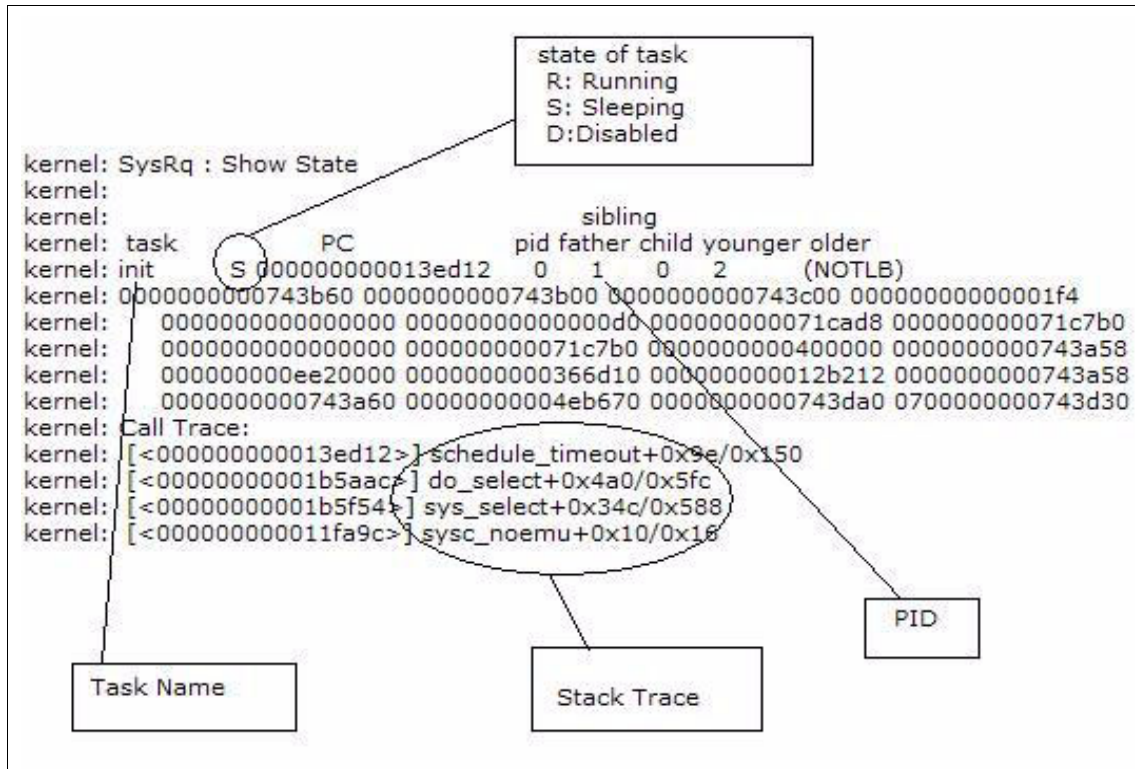 state of task
R: Running
S: Sleeping
D:Disabled
kernel: SysRq : Show State
kernel:
kernel: sibling
kernel: task PC pid father child younger older
kernel: init S 000000000013ed12 0 1 0 2 (NOTLB)
kernel: 0000000000743b60 0000000000743b00 0000000000743c00 00000000000001f4
kernel: 0000000000000000 00000000000000d0 000000000071cad8 000000000071c7b0
kernel: 0000000000000000 000000000071c7b0 0000000000400000 0000000000743a58
kernel: 000000000ee20000 0000000000366d10 000000000012b212 0000000000743a58
kernel: 0000000000743a60 00000000004eb670 0000000000743da0 0700000000743d30
kernel: Call Trace:
kernel: [<000000000013ed12>] schedule_timeout+0x9e/0x150
kernel: [<00000000001b5aac>] do_select+0x4a0/0x5fc
kernel: [<00000000001b5f54>] sys_select+0x34c/0x588
kernel: [<000000000011fa9c>] sysc_noemu+0x10/0x16
PID
Task Name
Stack Trace